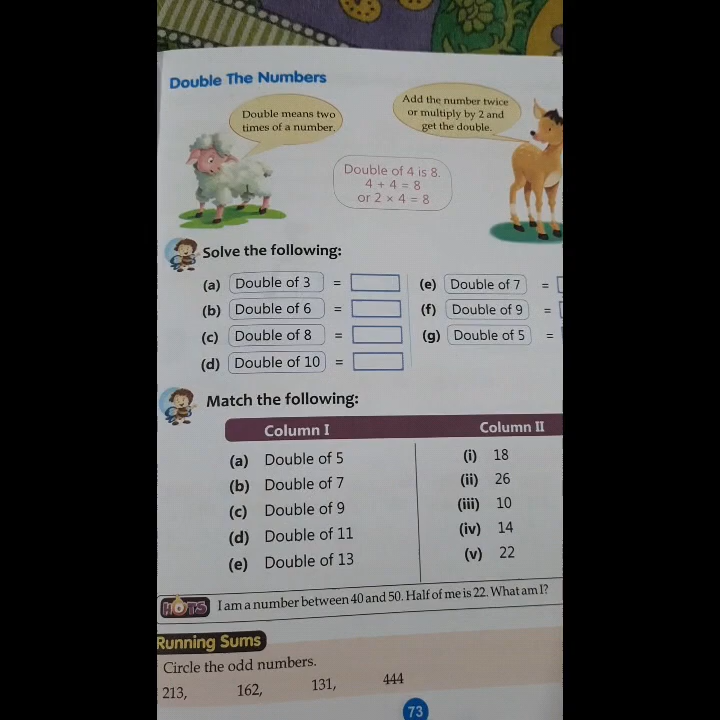 Double The Numbers
Double means two
times of a number.
Add the number twice
or multiply by 2 and
get the double.
Double of 4 is 8.
4 + 4 = 8
or 2 × 4 = 8
Solve the following:
(a) Double of 3 =
(b) Double of 6 =
(c) Double of 8 =
(d) Double of 10 =
(e) Double of 7 =
(f) Double of 9 =
(g) Double of 5 =
Match the following:
Column I Column II
(a) Double of 5 (i) 18
(b) Double of 7 (ii) 26
(c) Double of 9 (iii) 10
(d) Double of 11 (iv) 14
(e) Double of 13 (v) 22
HOTS I am a number between 40 and 50. Half of me is 22. What am I?
Running Sums
Circle the odd numbers.
213, 162, 131, 444
73